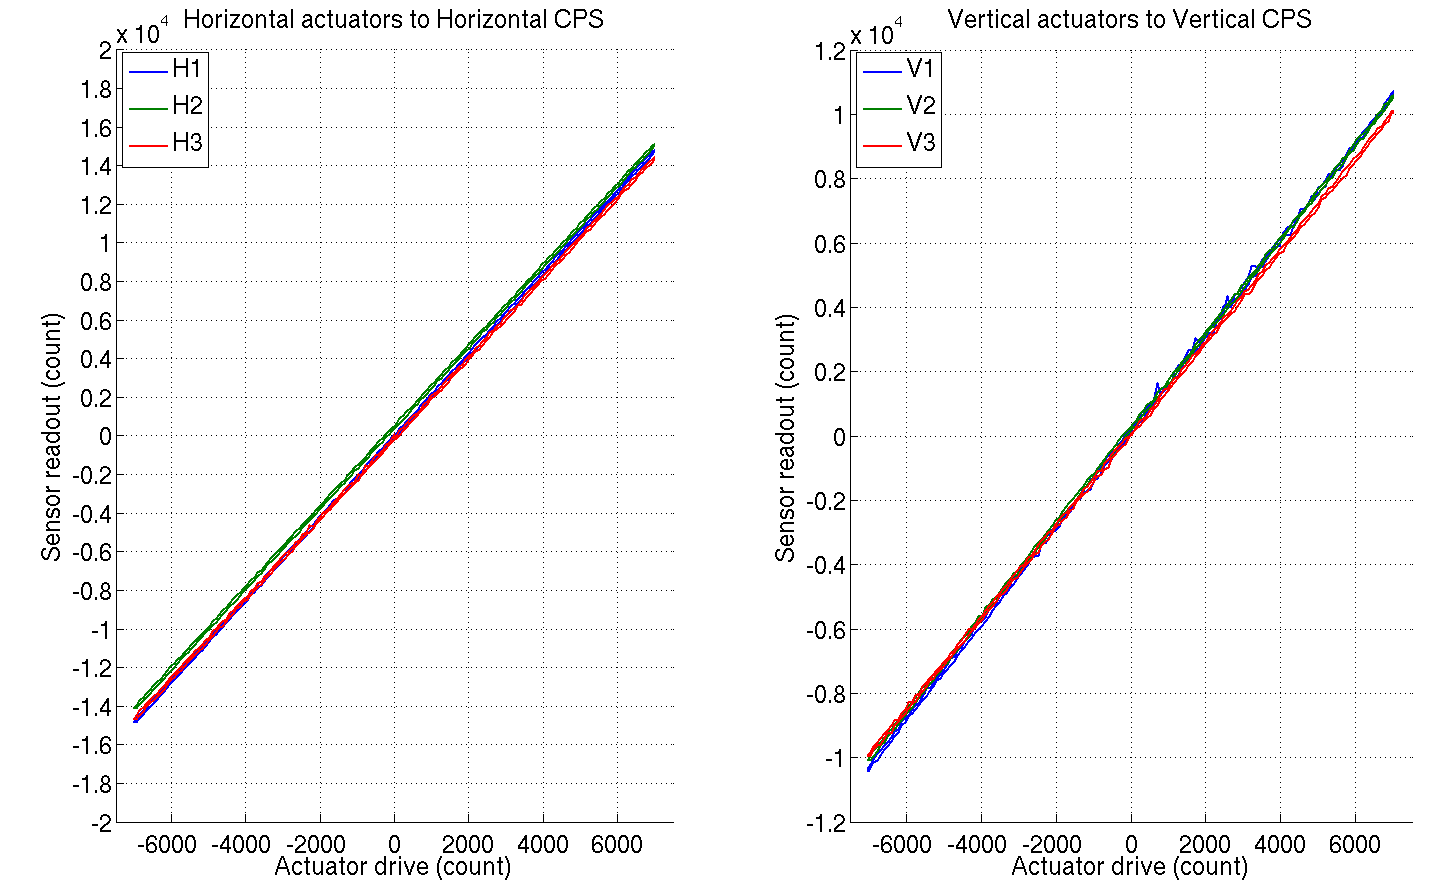 Horizontal actuators to Horizontal CPS
x 10^4
2
1.8
1.6
1.4
1.2
1
0.8
0.6
0.4
0.2
0
-0.2
-0.4
-0.6
-0.8
-1
-1.2
-1.4
-1.6
-1.8
-2
H1
H2
H3
Sensor readout (count)
-6000 -4000 -2000 0 2000 4000 6000
Actuator drive (count)
Vertical actuators to Vertical CPS
x 10^4
1.2
1
0.8
0.6
0.4
0.2
0
-0.2
-0.4
-0.6
-0.8
-1
-1.2
V1
V2
V3
Sensor readout (count)
-6000 -4000 -2000 0 2000 4000 6000
Actuator drive (count)